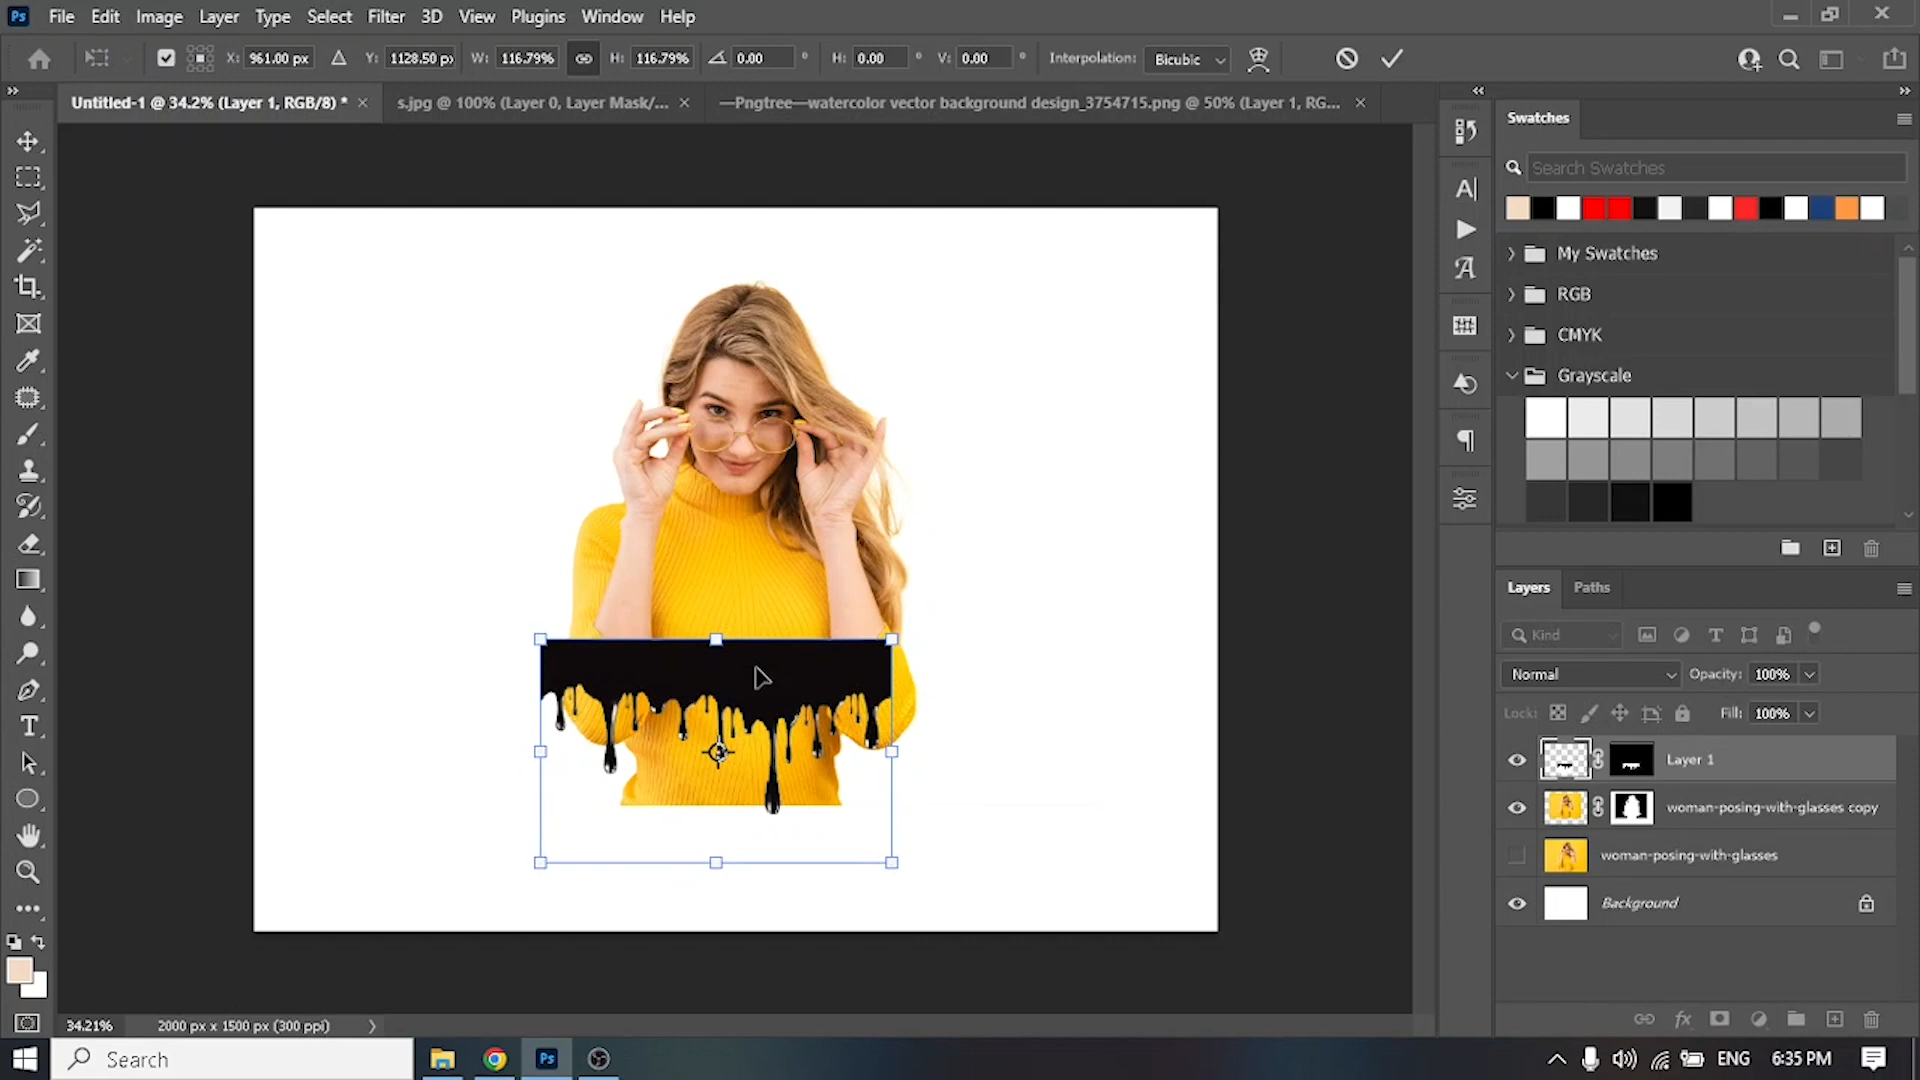 Ps File Edit Image Layer Type Select Filter 3D View Plugins Window Help
X: 961.00 px Y: 1128.50 px W: 116.79% H: 116.79% 0.00 ° H: 0.00 ° V: 0.00 ° Interpolation: Bicubic
Untitled-1 @ 34.2% (Layer 1, RGB/8) * × s.jpg @ 100% (Layer 0, Layer Mask/... × —Pngtree—watercolor vector background design_3754715.png @ 50% (Layer 1, RG... ×
Swatches
Search Swatches
My Swatches
RGB
CMYK
Grayscale
Layers Paths
Kind
Normal Opacity: 100%
Lock: Fill: 100%
Layer 1
woman-posing-with-glasses copy
woman-posing-with-glasses
Background
34.21% 2000 px x 1500 px (300 ppi)
Search Ps ENG 6:35 PM